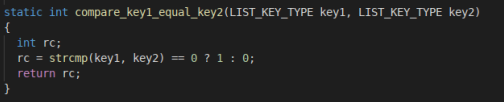 static int compare_key1_equal_key2(LIST_KEY_TYPE key1, LIST_KEY_TYPE key2)
{
  int rc;
  rc = strcmp(key1, key2) == 0 ? 1 : 0;
  return rc;
}